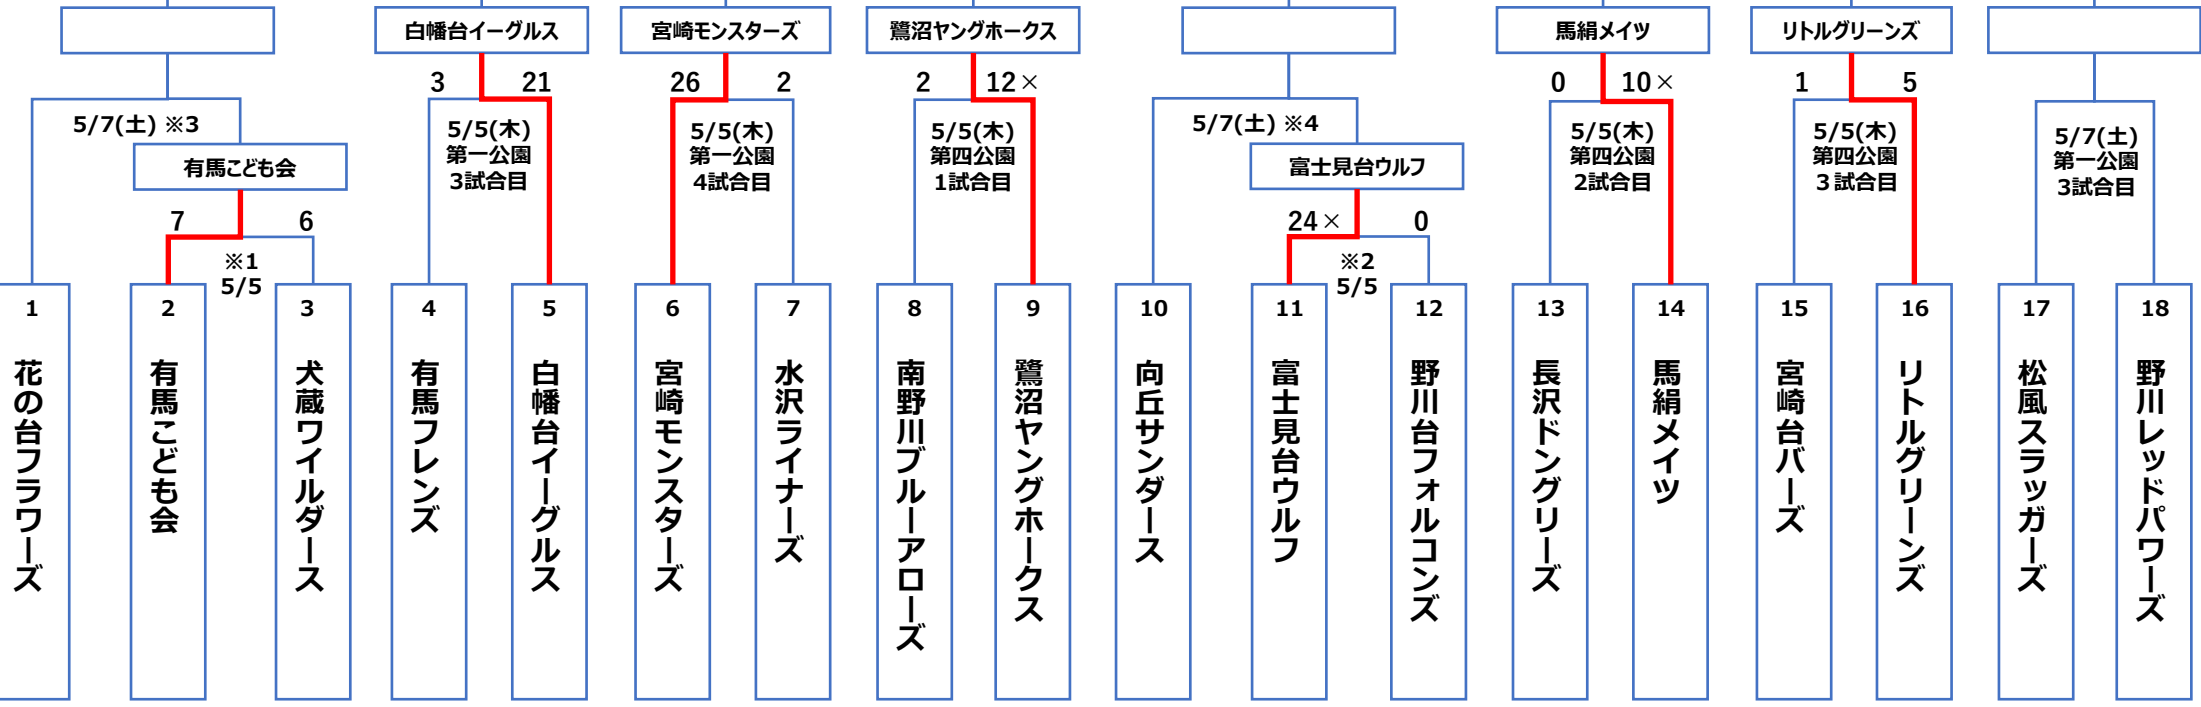 白幡台イーグルス
宮崎モンスターズ
鷺沼ヤングホークス
馬絹メイツ
リトルグリーンズ
3 21
26 2
2 12×
0 10×
1 5
5/7(土) ※3
5/5(木)
第一公園
3試合目
5/5(木)
第一公園
4試合目
5/5(木)
第四公園
1試合目
5/7(土) ※4
5/5(木)
第四公園
2試合目
5/5(木)
第四公園
３試合目
5/7(土)
第一公園
3試合目
有馬こども会
富士見台ウルフ
7 6
※1
5/5
24× 0
※2
5/5
1
花の台フラワーズ
2
有馬こども会
3
犬蔵ワイルダース
4
有馬フレンズ
5
白幡台イーグルス
6
宮崎モンスターズ
7
水沢ライナーズ
8
南野川ブルーアローズ
9
鷺沼ヤングホークス
10
向丘サンダース
11
富士見台ウルフ
12
野川台フォルコンズ
13
長沢ドングリーズ
14
馬絹メイツ
15
宮崎台バーズ
16
リトルグリーンズ
17
松風スラッガーズ
18
野川レッドパワーズ